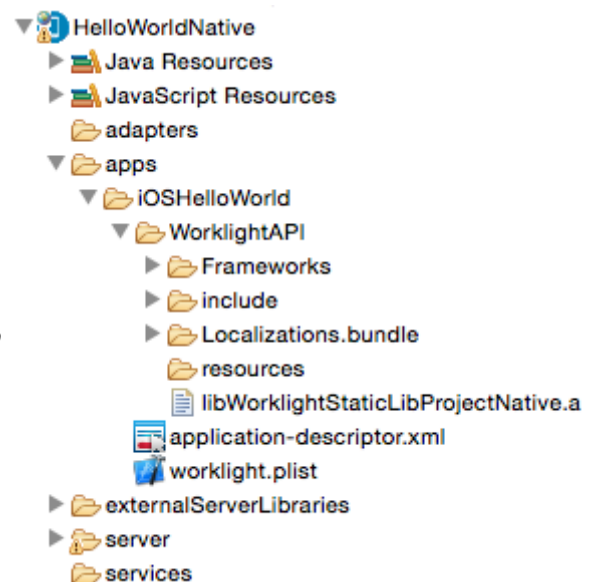 HelloWorldNative
Java Resources
JavaScript Resources
adapters
apps
iOSHelloWorld
WorklightAPI
Frameworks
include
Localizations.bundle
resources
libWorklightStaticLibProjectNative.a
application-descriptor.xml
worklight.plist
externalServerLibraries
server
services